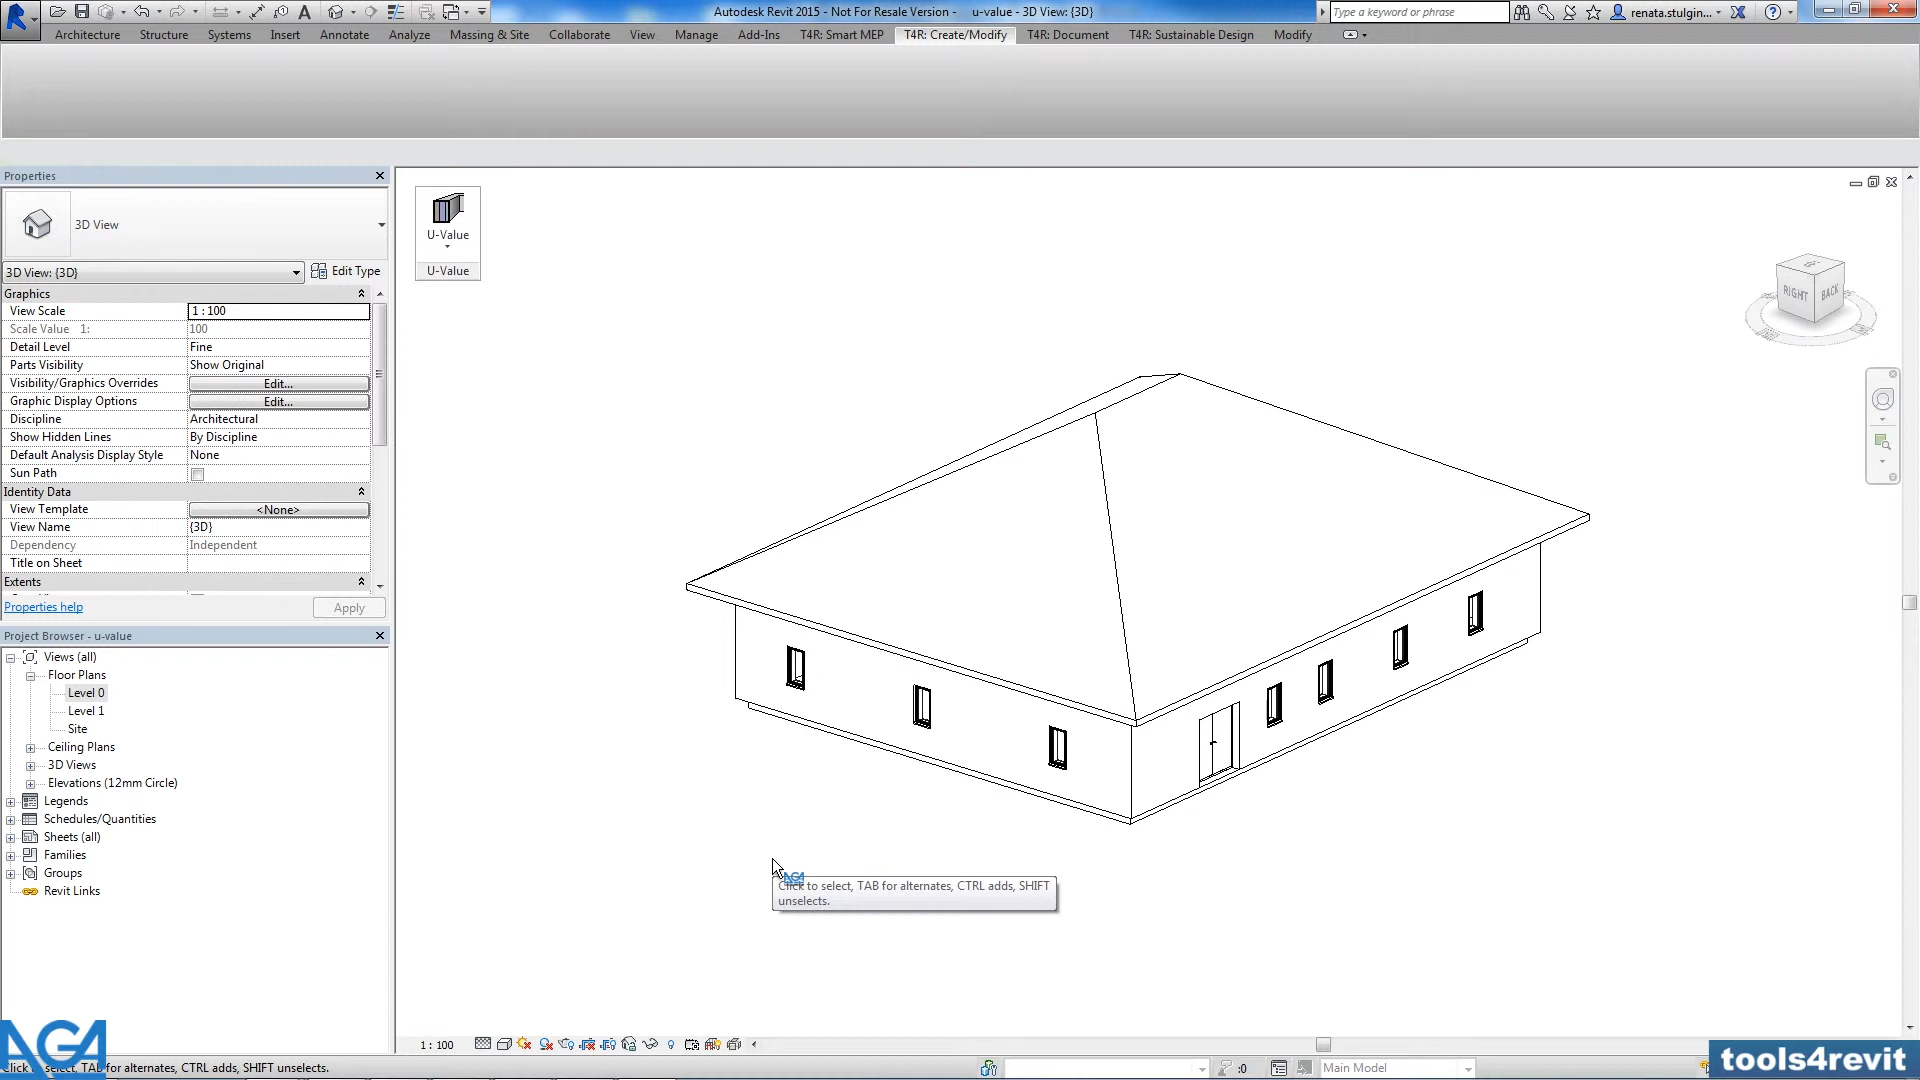 Autodesk Revit 2015 - Not For Resale Version - u-value - 3D View: {3D}
Type a keyword or phrase
renata.stulgin...
Architecture Structure Systems Insert Annotate Analyze Massing & Site Collaborate View Manage Add-Ins T4R: Smart MEP T4R: Create/Modify T4R: Document T4R: Sustainable Design Modify
Properties
3D View
3D View: {3D}
Edit Type
Graphics
View Scale 1 : 100
Scale Value 1: 100
Detail Level Fine
Parts Visibility Show Original
Visibility/Graphics Overrides Edit...
Graphic Display Options Edit...
Discipline Architectural
Show Hidden Lines By Discipline
Default Analysis Display Style None
Sun Path
Identity Data
View Template <None>
View Name {3D}
Dependency Independent
Title on Sheet
Extents
Properties help
Apply
Project Browser - u-value
Views (all)
Floor Plans
Level 0
Level 1
Site
Ceiling Plans
3D Views
Elevations (12mm Circle)
Legends
Schedules/Quantities
Sheets (all)
Families
Groups
Revit Links
U-Value
U-Value
RIGHT
BACK
AGA
Click to select, TAB for alternates, CTRL adds, SHIFT
unselects.
1 : 100
AGA
Click to select, TAB for alternates, CTRL adds, SHIFT unselects.
:0
Main Model
tools4revit